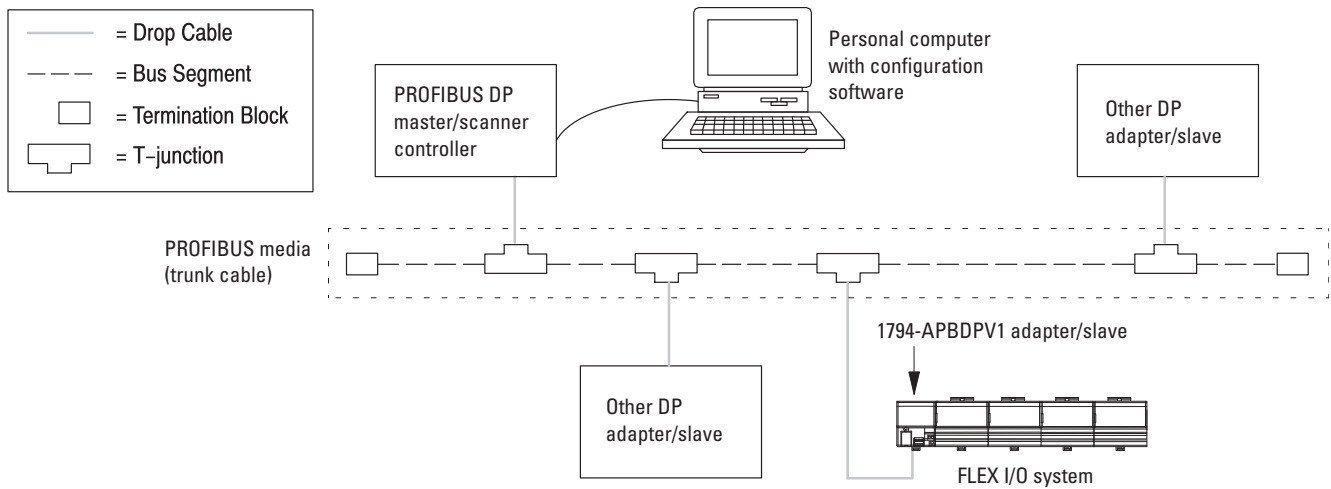 = Drop Cable
= Bus Segment
= Termination Block
= T-junction
PROFIBUS DP
master/scanner
controller
Personal computer
with configuration
software
Other DP
adapter/slave
PROFIBUS media
(trunk cable)
1794-APBDPV1 adapter/slave
Other DP
adapter/slave
FLEX I/O system